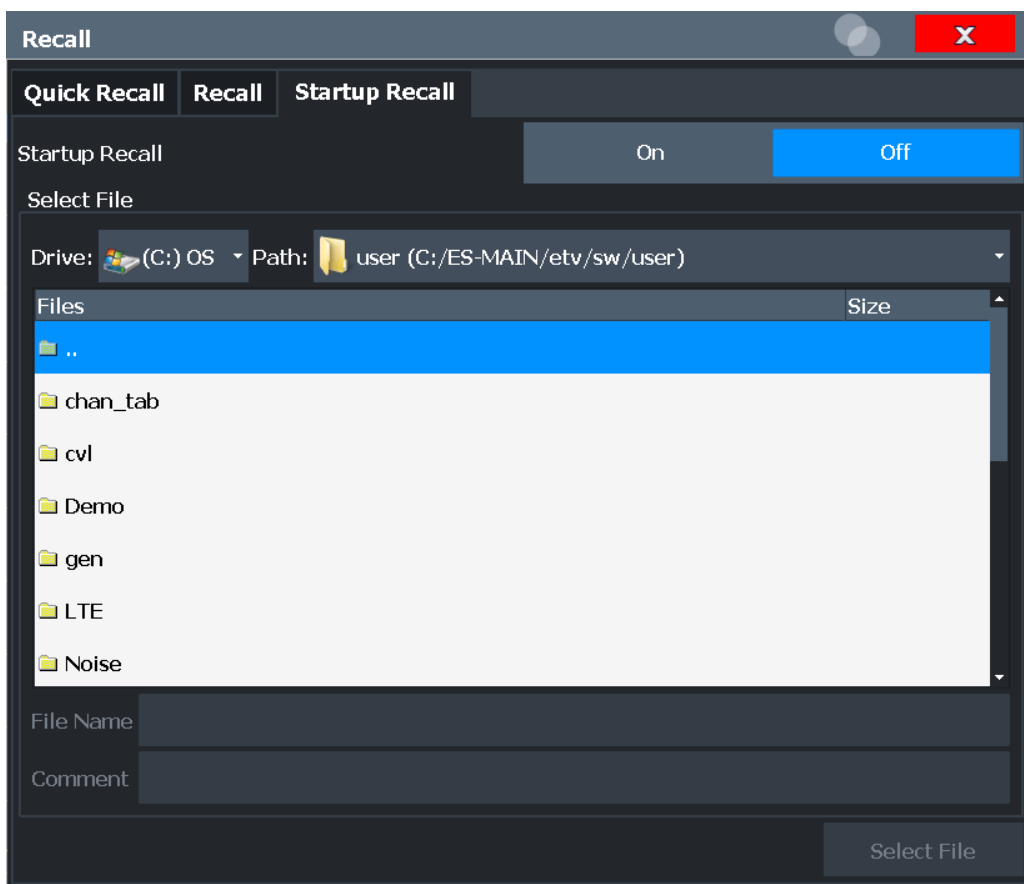 Recall X
Quick Recall Recall Startup Recall
Startup Recall On Off
Select File
Drive: (C:) OS Path: user (C:/ES-MAIN/etv/sw/user)
Files Size
..
chan_tab
cvl
Demo
gen
LTE
Noise
File Name
Comment
Select File